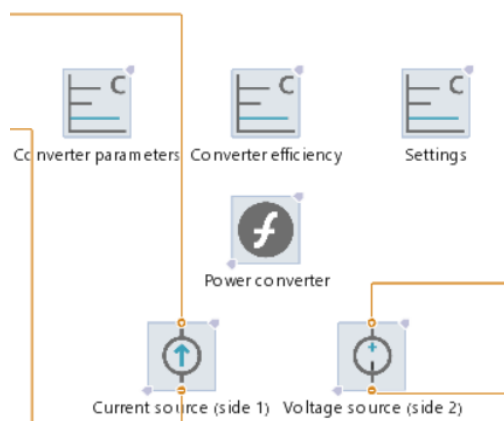 C C C
Converter parameters Converter efficiency Settings
f
Power converter
Current source (side 1) Voltage source (side 2)